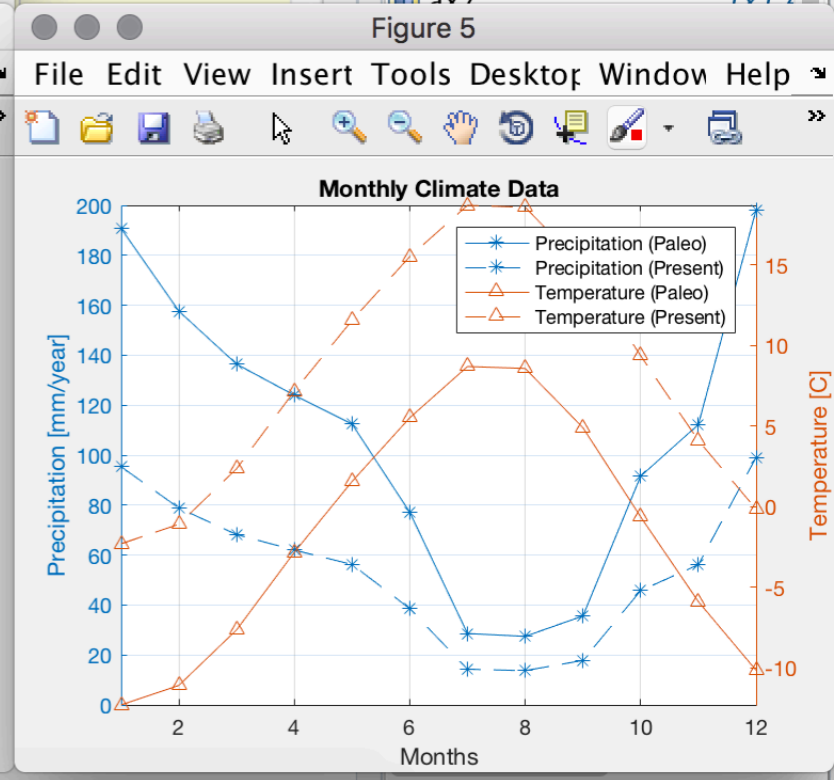 Figure 5
File Edit View Insert Tools Desktop Window Help
Monthly Climate Data
Precipitation (Paleo)
Precipitation (Present)
Temperature (Paleo)
Temperature (Present)
Precipitation [mm/year]
200
180
160
140
120
100
80
60
40
20
0
15
10
5
0
-5
-10
Temperature [C]
2 4 6 8 10 12
Months